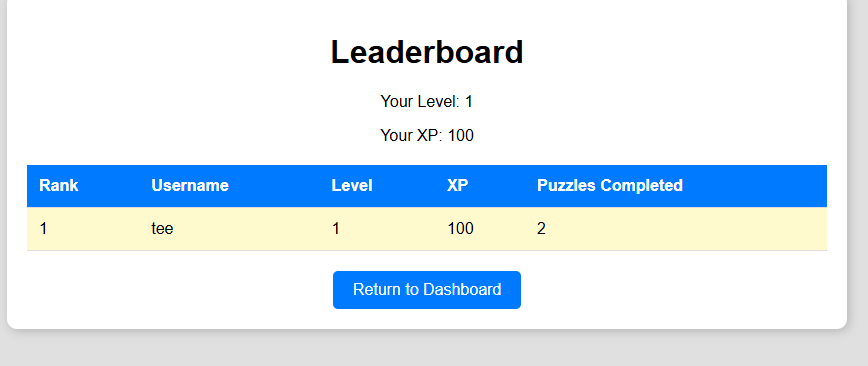 Leaderboard
Your Level: 1
Your XP: 100
Rank Username Level XP Puzzles Completed
1 tee 1 100 2
Return to Dashboard